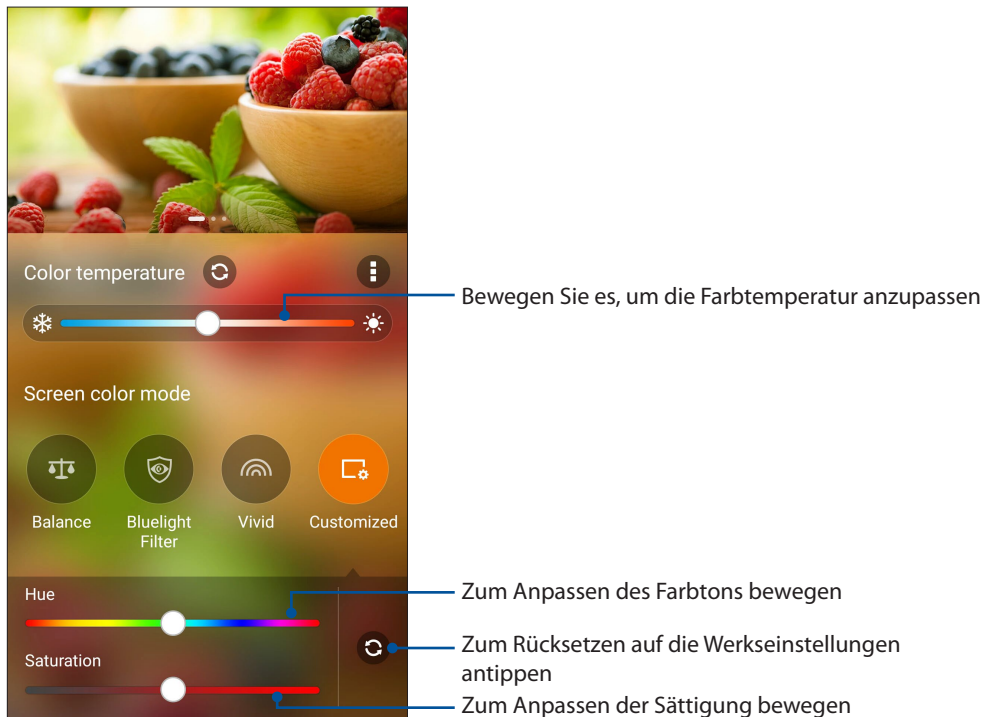 Color temperature
Bewegen Sie es, um die Farbtemperatur anzupassen
Screen color mode
Balance
Bluelight
Filter
Vivid
Customized
Hue
Zum Anpassen des Farbtons bewegen
Zum Rücksetzen auf die Werkseinstellungen
antippen
Saturation
Zum Anpassen der Sättigung bewegen